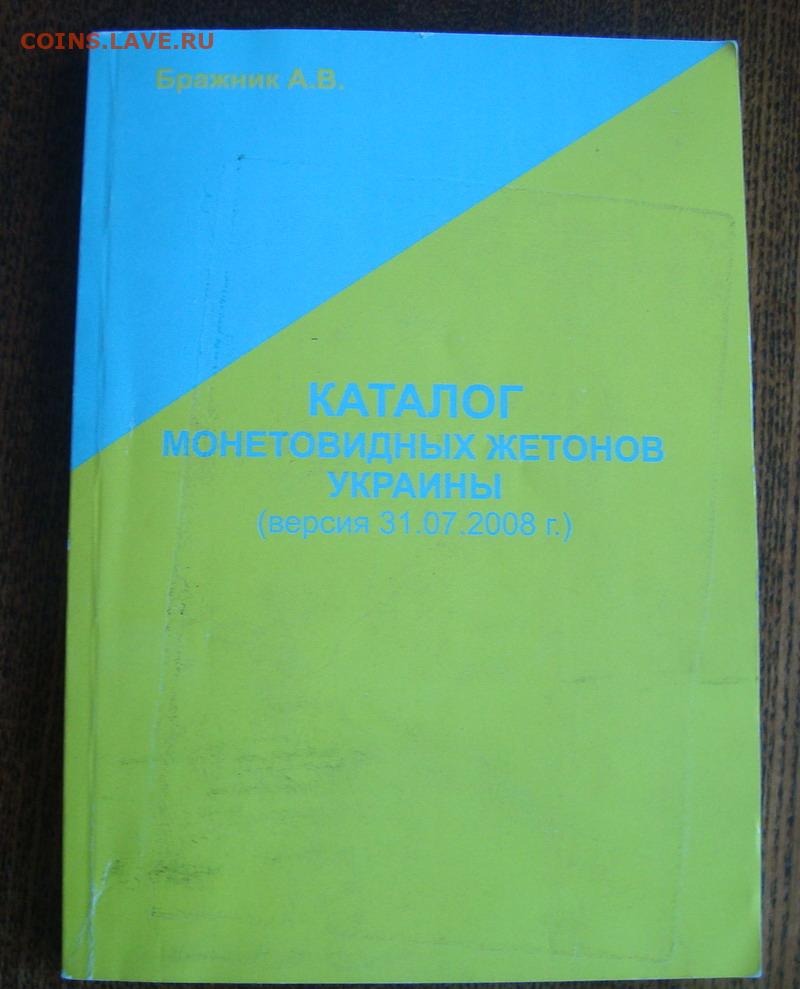 COINS.LAVE.RU
Бражник А.В.
КАТАЛОГ
МОНЕТОВИДНЫХ ЖЕТОНОВ
УКРАИНЫ
(версия 31.07.2008 г.)